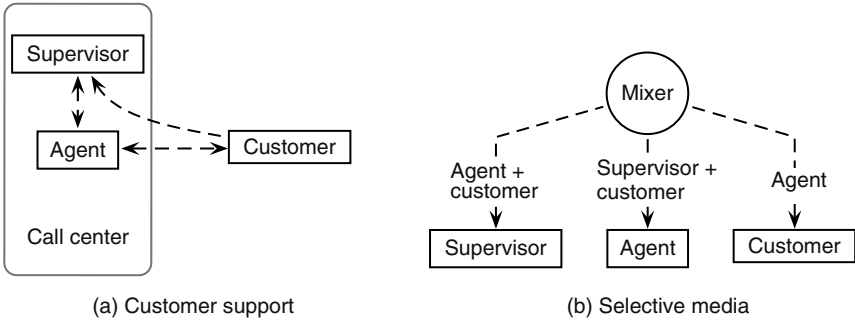 Supervisor
Agent
Customer
Call center
(a) Customer support
Mixer
Agent +
customer
Supervisor +
customer
Agent
Supervisor
Agent
Customer
(b) Selective media